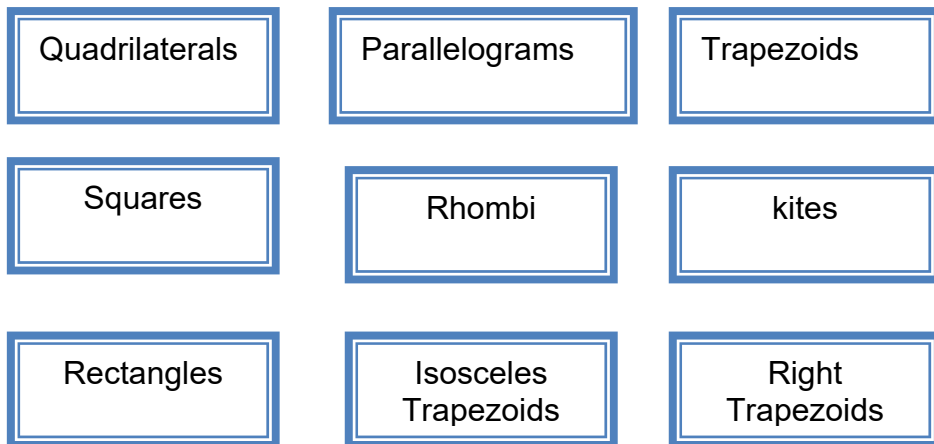 Quadrilaterals
Parallelograms
Trapezoids
Squares
Rhombi
kites
Rectangles
Isosceles
Trapezoids
Right
Trapezoids